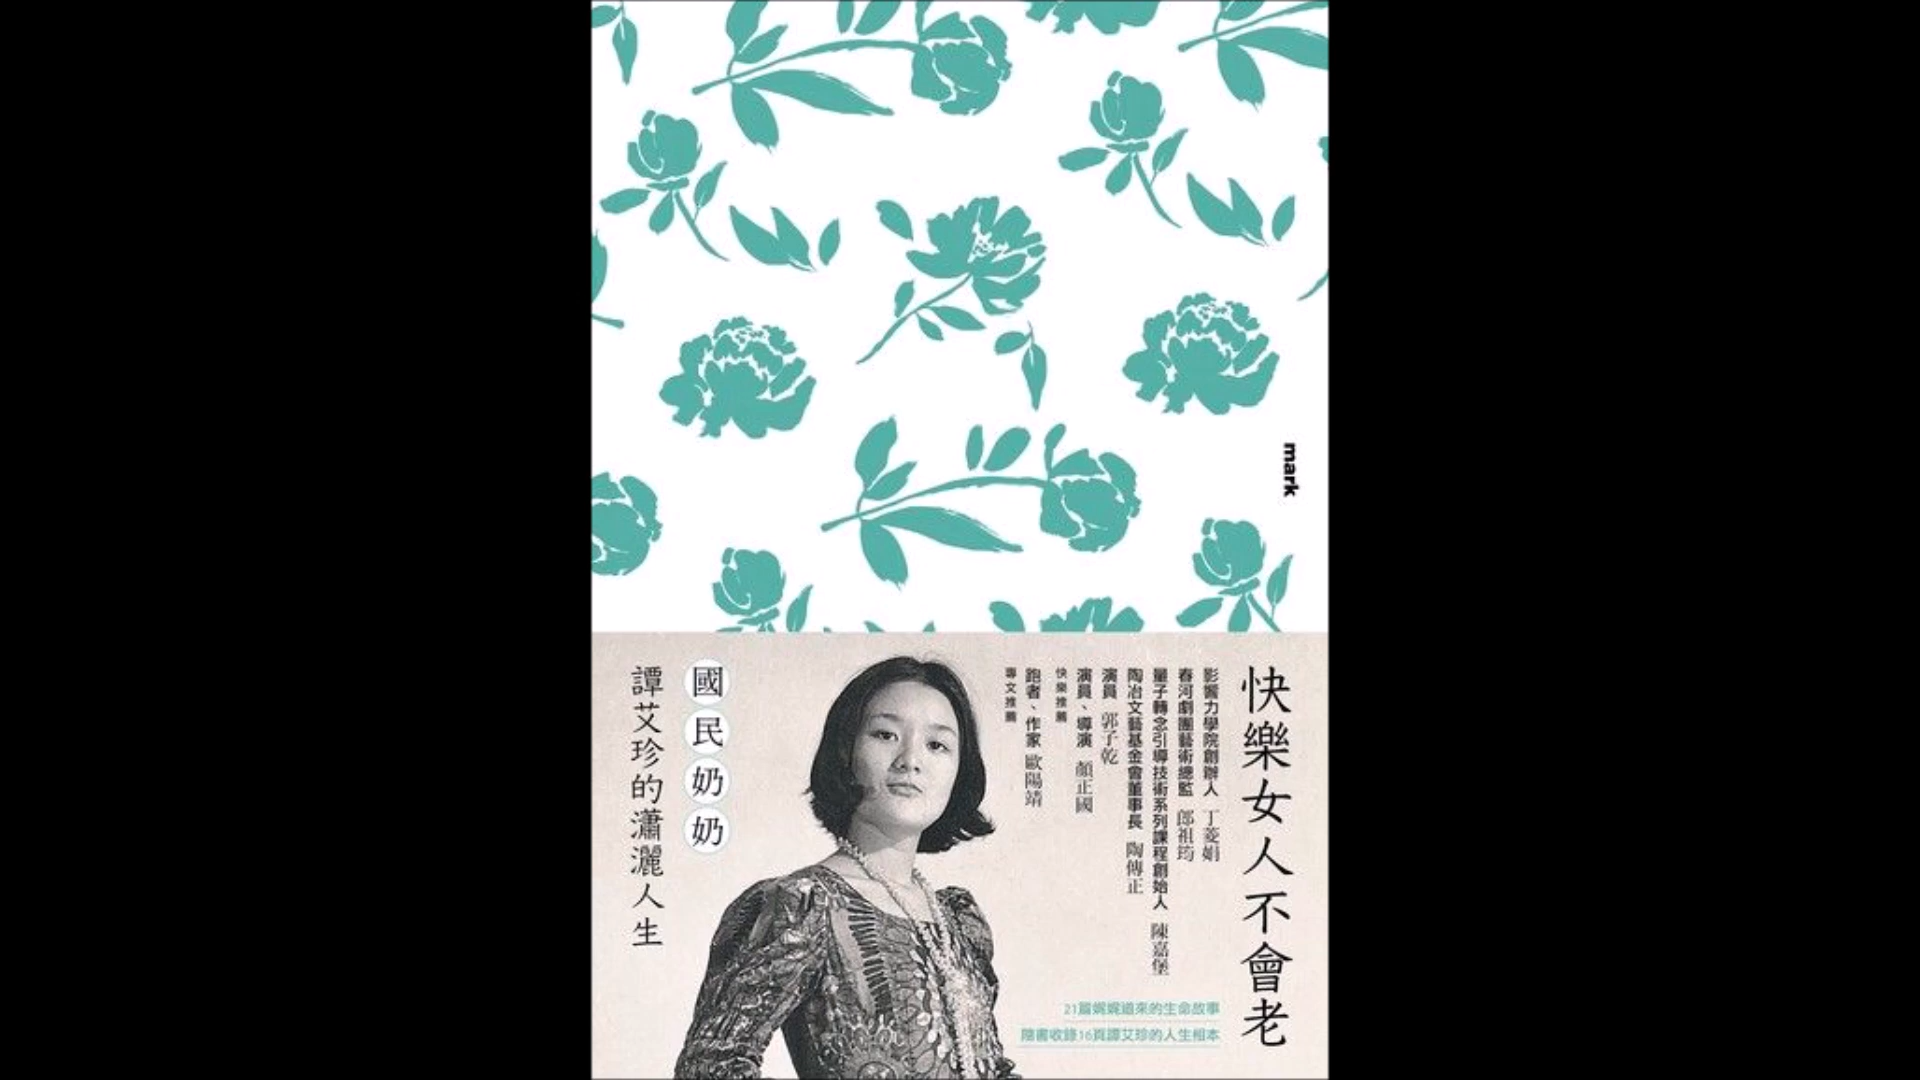 mark
快樂女人不會老
影響力學院創辦人 丁菱娟
春河劇團藝術總監 郎祖筠
量子轉念引導技術系列課程創始人 陳嘉堡
陶冶文藝基金會董事長 陶傳正
演員 郭子乾
演員、導演 顏正國
快樂推薦
跑者、作家 歐陽靖
專文推薦
國民奶奶
譚艾珍的瀟灑人生
21篇娓娓道來的生命故事
隨書收錄16頁譚艾珍的人生相本